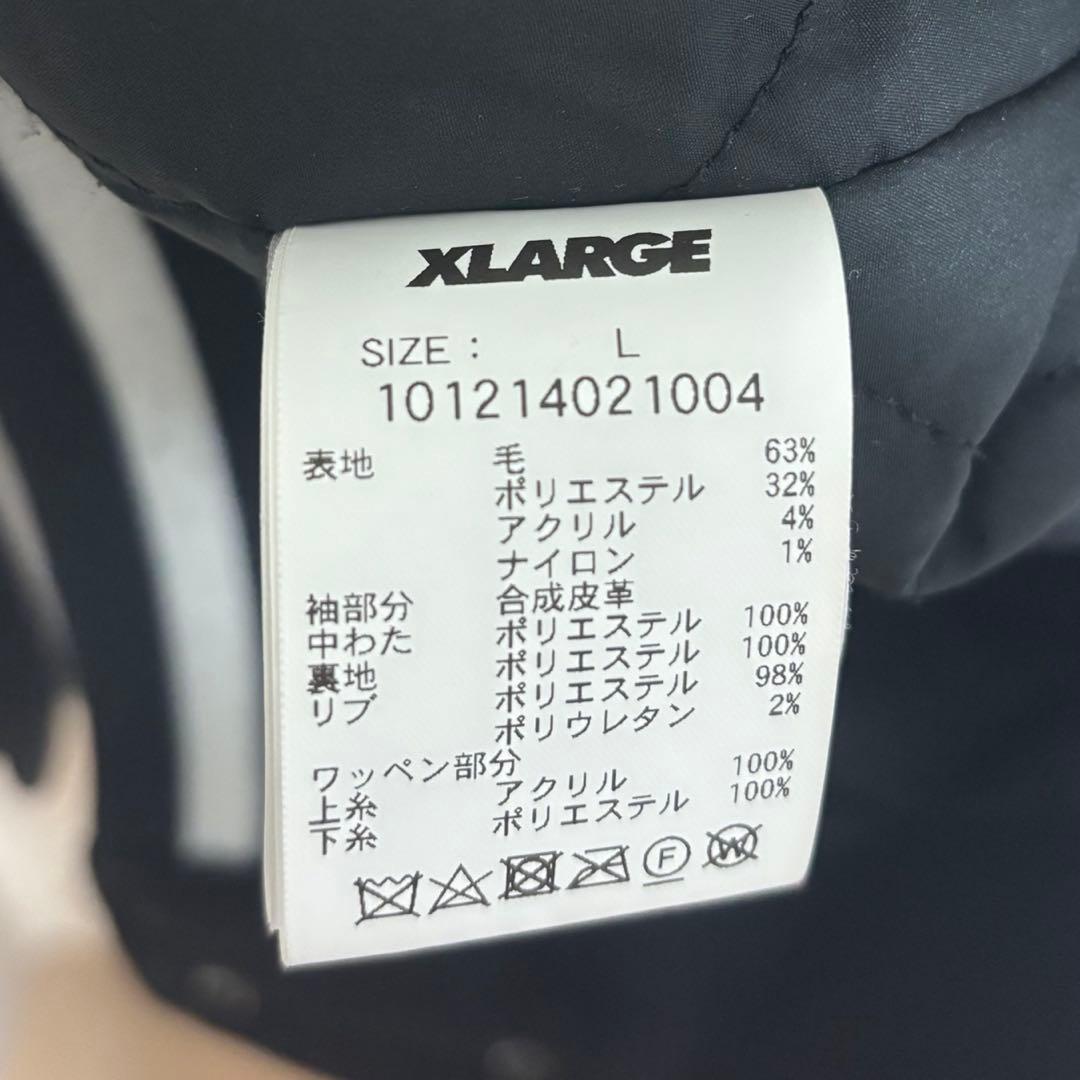 XLARGE
SIZE : L
101214021004
表地 毛 63%
ポリエステル 32%
アクリル 4%
ナイロン 1%
袖部分 合成皮革
中わた ポリエステル 100%
裏地 ポリエステル 100%
リブ ポリエステル 98%
ポリウレタン 2%
ワッペン部分
上糸 アクリル 100%
下糸 ポリエステル 100%
F W